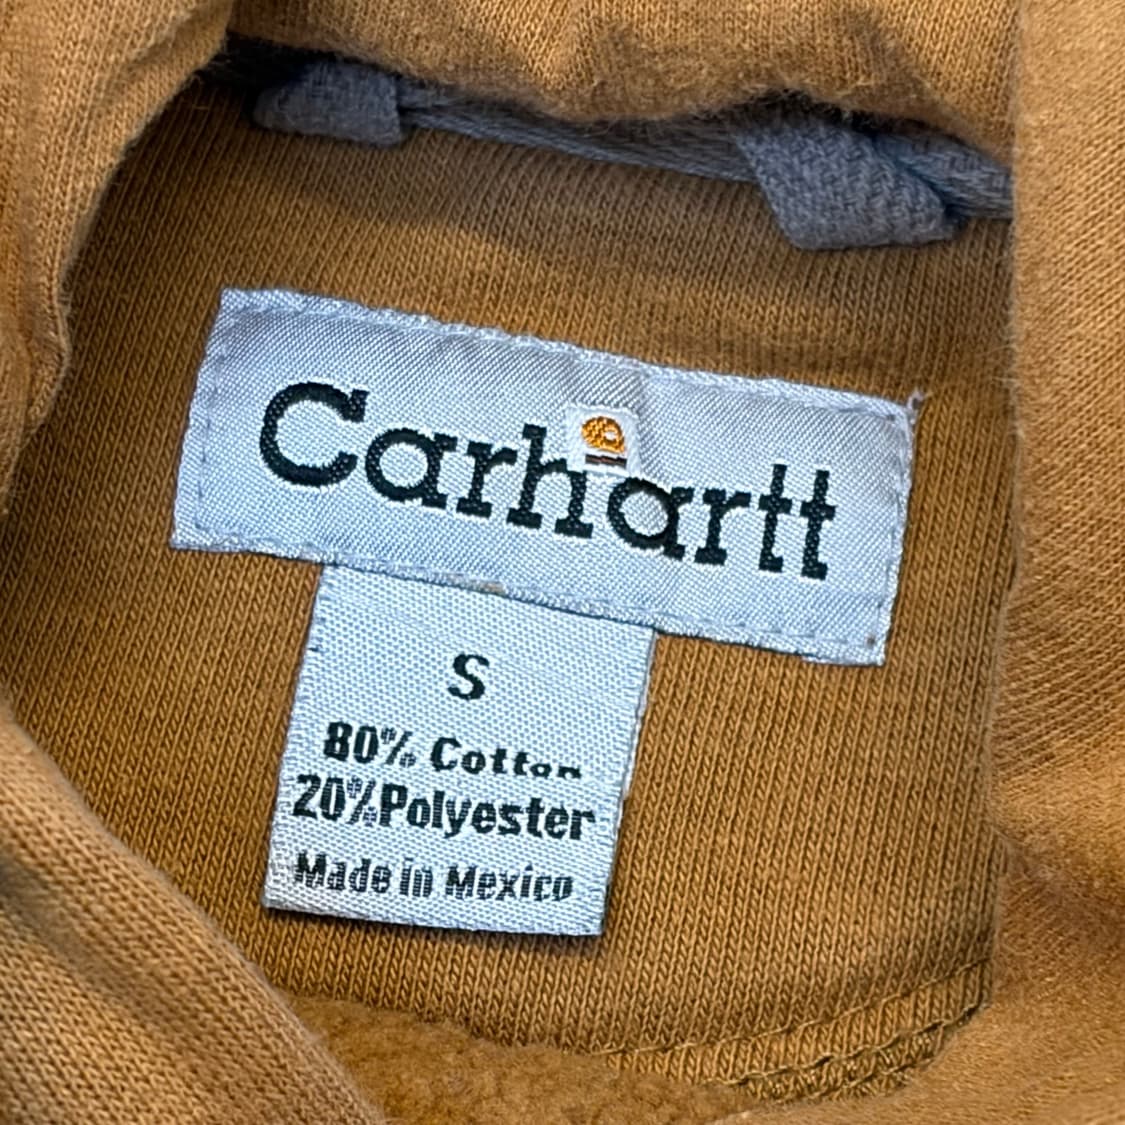 Carhartt
S
80% Cotton
20%Polyester
Made in Mexico